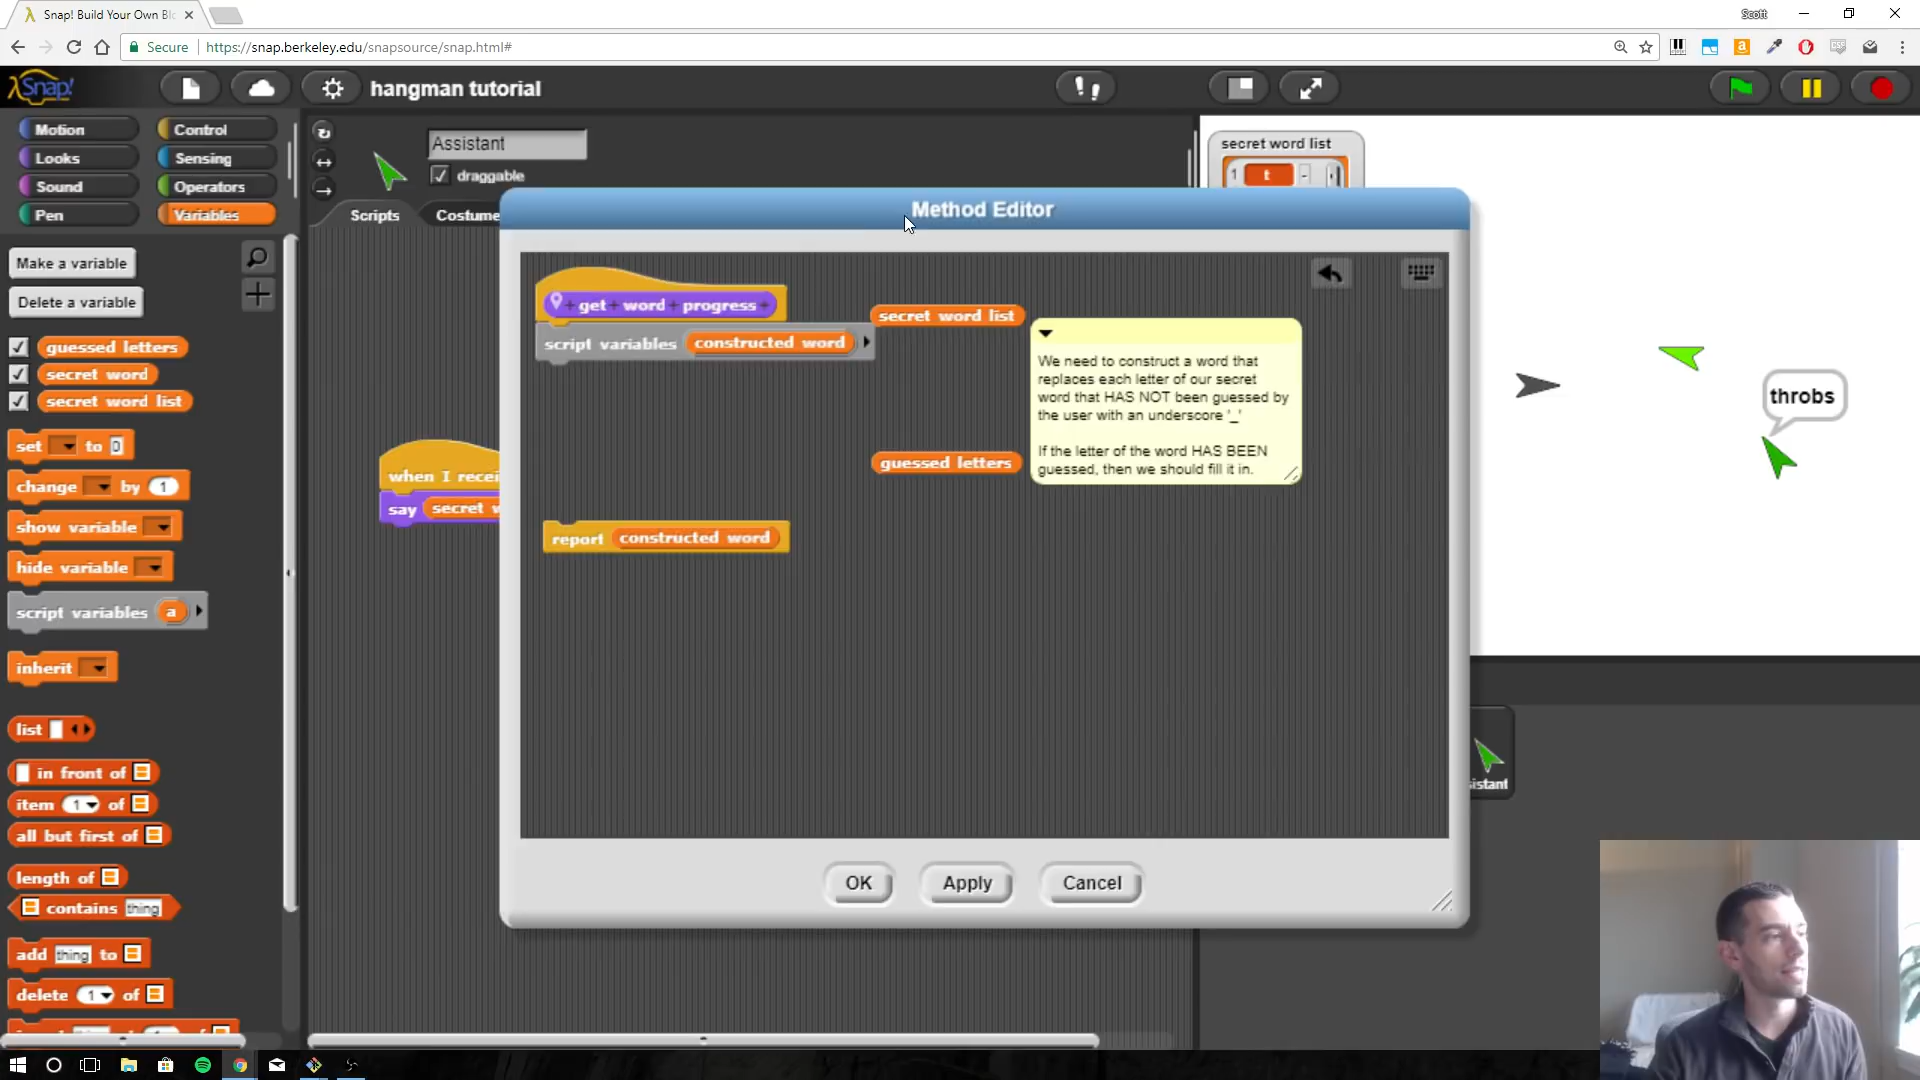 Snap! Build Your Own Blo
Scott
Secure
https://snap.berkeley.edu/snapsource/snap.html#
Snap!
hangman tutorial
Motion
Control
Looks
Sensing
Sound
Operators
Pen
Variables
Assistant
draggable
Scripts
Costume
secret word list
1 t -
Make a variable
Delete a variable
guessed letters
secret word
secret word list
set to 0
change by 1
show variable
hide variable
script variables a
inherit
list
in front of
item 1 of
all but first of
length of
contains thing
add thing to
delete 1 of
when I recei
say secret w
Method Editor
+ get + word + progress +
script variables constructed word
secret word list
We need to construct a word that
replaces each letter of our secret
word that HAS NOT been guessed by
the user with an underscore '_'
If the letter of the word HAS BEEN
guessed, then we should fill it in.
guessed letters
report constructed word
OK
Apply
Cancel
throbs
istant